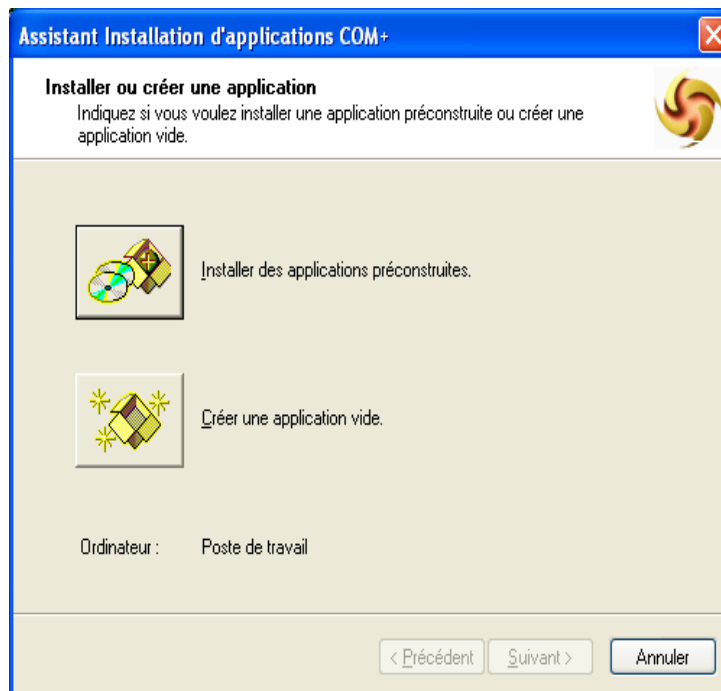 Assistant Installation d'applications COM+
Installer ou créer une application
Indiquez si vous voulez installer une application préconstruite ou créer une
application vide.
Installer des applications préconstruites.
Créer une application vide.
Ordinateur : Poste de travail
< Précédent Suivant > Annuler